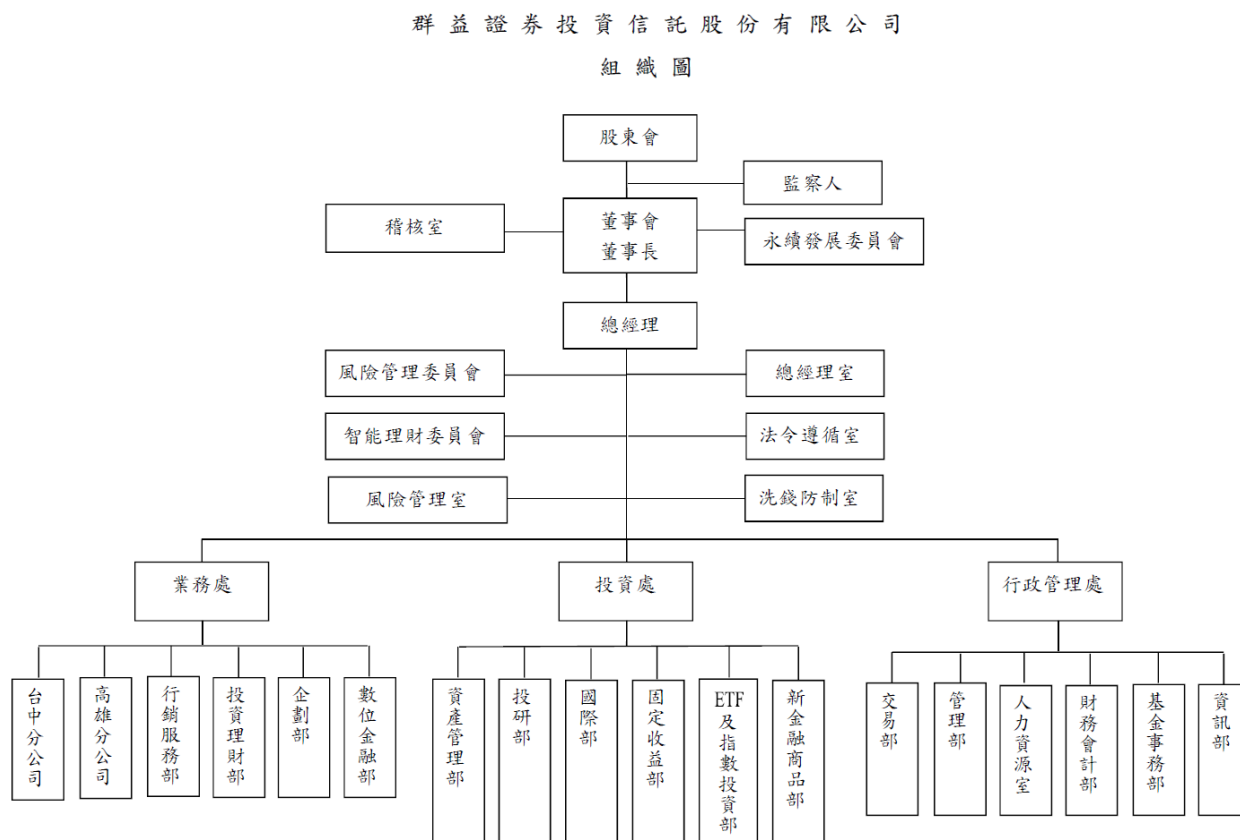 群益證券投資信託股份有限公司
組織圖
股東會
監察人
稽核室
董事會
董事長
永續發展委員會
總經理
風險管理委員會
總經理室
智能理財委員會
法令遵循室
風險管理室
洗錢防制室
業務處
投資處
行政管理處
台中分公司
高雄分公司
行銷服務部
投資理財部
企劃部
數位金融部
資產管理部
投研部
國際部
固定收益部
ETF及指數投資部
新金融商品部
交易部
管理部
人力資源室
財務會計部
基金事務部
資訊部